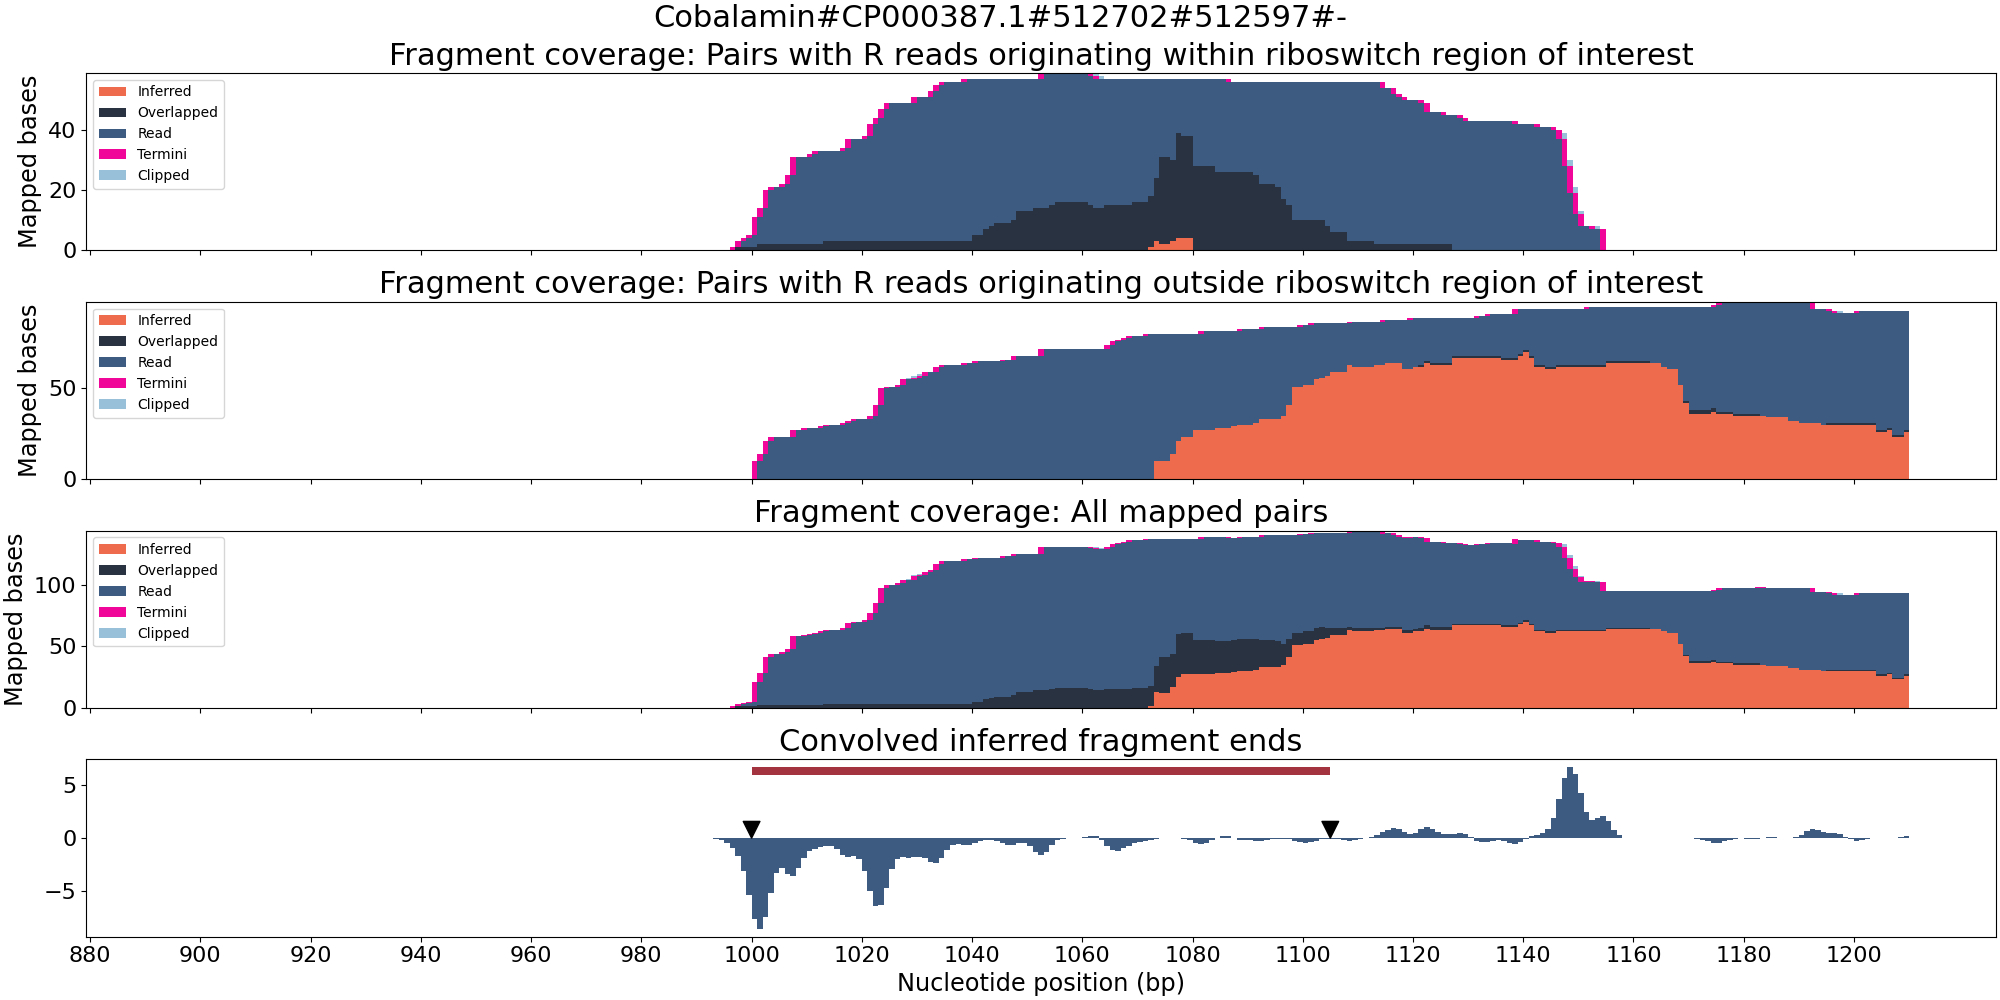 Cobalamin#CP000387.1#512702#512597#-
Fragment coverage: Pairs with R reads originating within riboswitch region of interest
Mapped bases
40
20
0
Inferred
Overlapped
Read
Termini
Clipped
Fragment coverage: Pairs with R reads originating outside riboswitch region of interest
Mapped bases
50
0
Inferred
Overlapped
Read
Termini
Clipped
Fragment coverage: All mapped pairs
Mapped bases
100
50
0
Inferred
Overlapped
Read
Termini
Clipped
Convolved inferred fragment ends
5
0
−5
880 900 920 940 960 980 1000 1020 1040 1060 1080 1100 1120 1140 1160 1180 1200
Nucleotide position (bp)